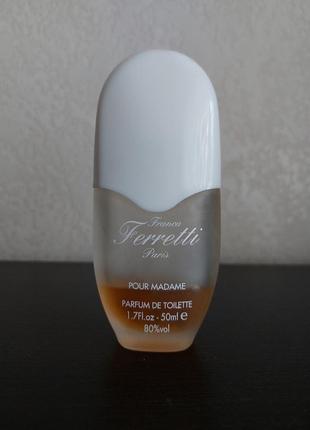 Franca
Ferretti
Paris
POUR MADAME
PARFUM DE TOILETTE
1.7Fl.oz - 50ml e
80%vol